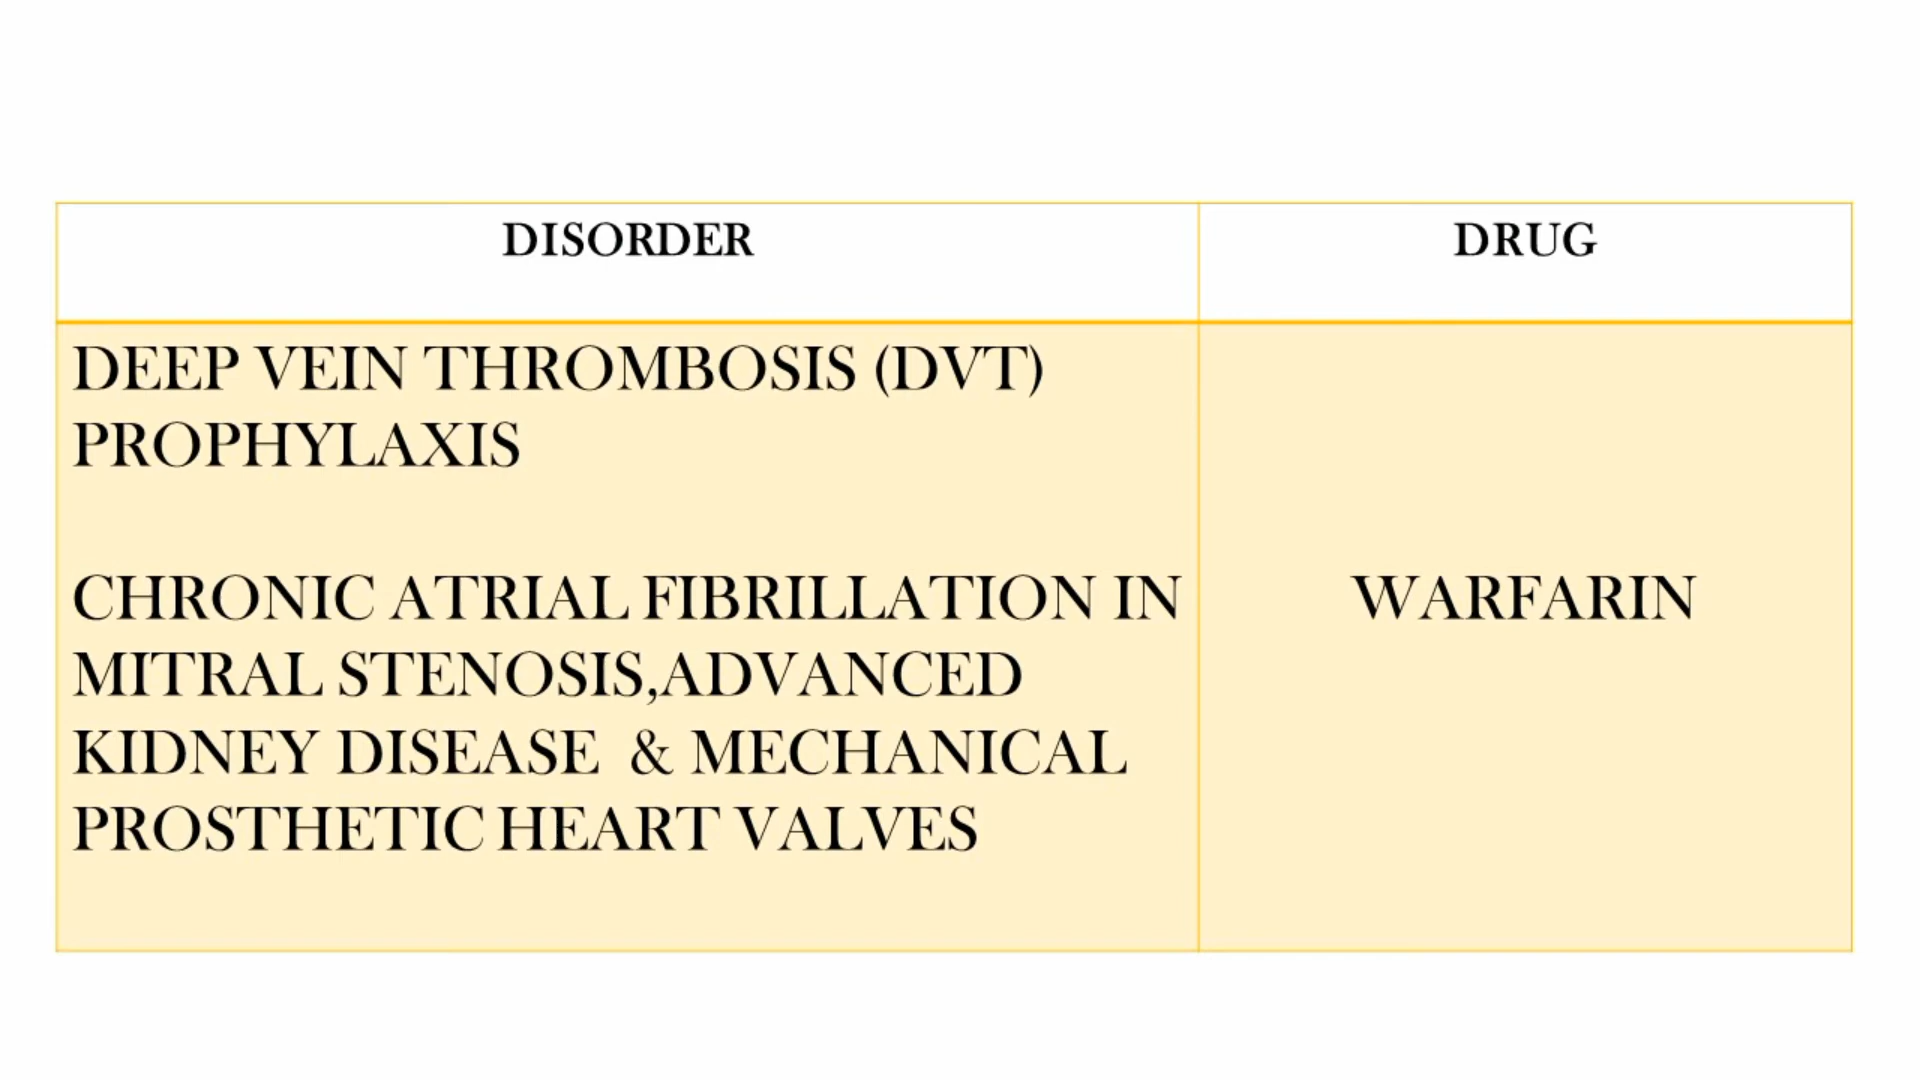 DISORDER
DRUG
DEEP VEIN THROMBOSIS (DVT)
PROPHYLAXIS
CHRONIC ATRIAL FIBRILLATION IN
MITRAL STENOSIS,ADVANCED
KIDNEY DISEASE & MECHANICAL
PROSTHETIC HEART VALVES
WARFARIN